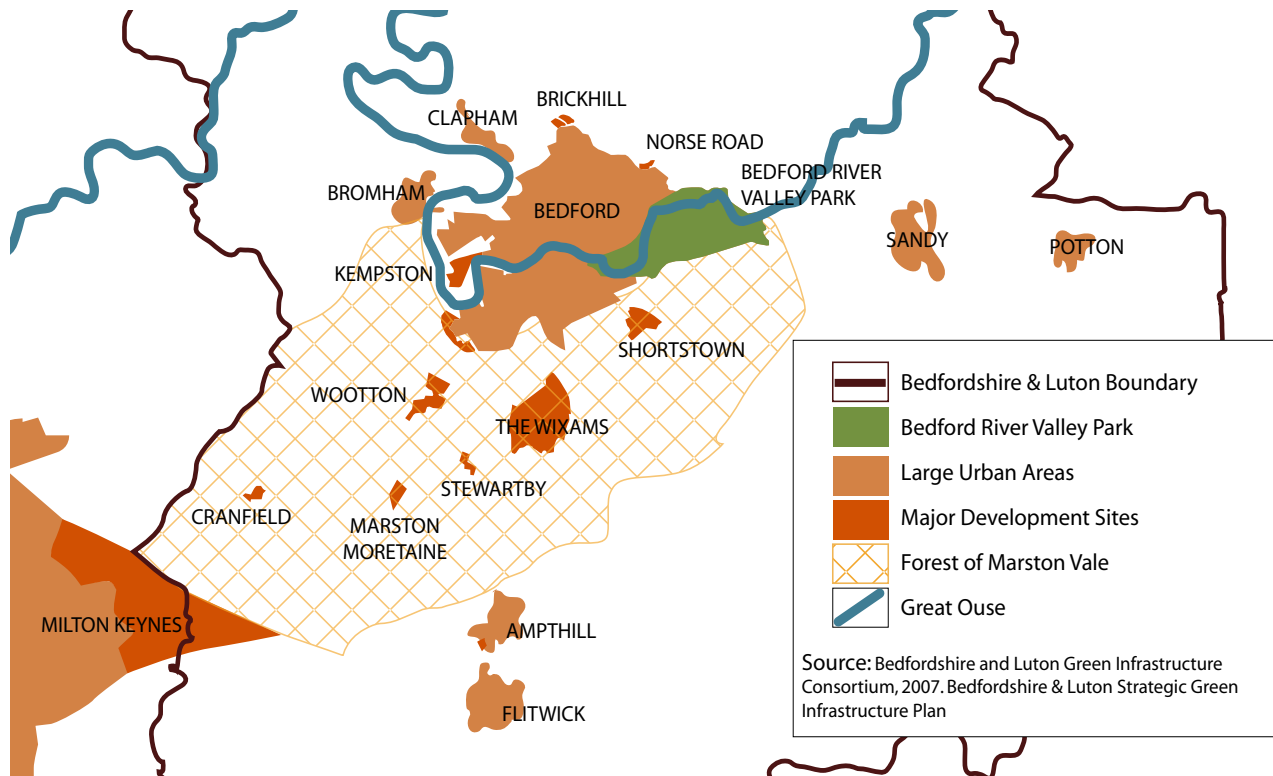 BRICKHILL
CLAPHAM
NORSE ROAD
BEDFORD RIVER
VALLEY PARK
BROMHAM
BEDFORD
SANDY
POTTON
KEMPSTON
SHORTSTOWN
WOOTTON
THE WIXAMS
STEWARTBY
CRANFIELD
MARSTON
MORETAINE
MILTON KEYNES
AMPTHILL
FLITWICK
Bedfordshire & Luton Boundary
Bedford River Valley Park
Large Urban Areas
Major Development Sites
Forest of Marston Vale
Great Ouse
Source: Bedfordshire and Luton Green Infrastructure
Consortium, 2007. Bedfordshire & Luton Strategic Green
Infrastructure Plan